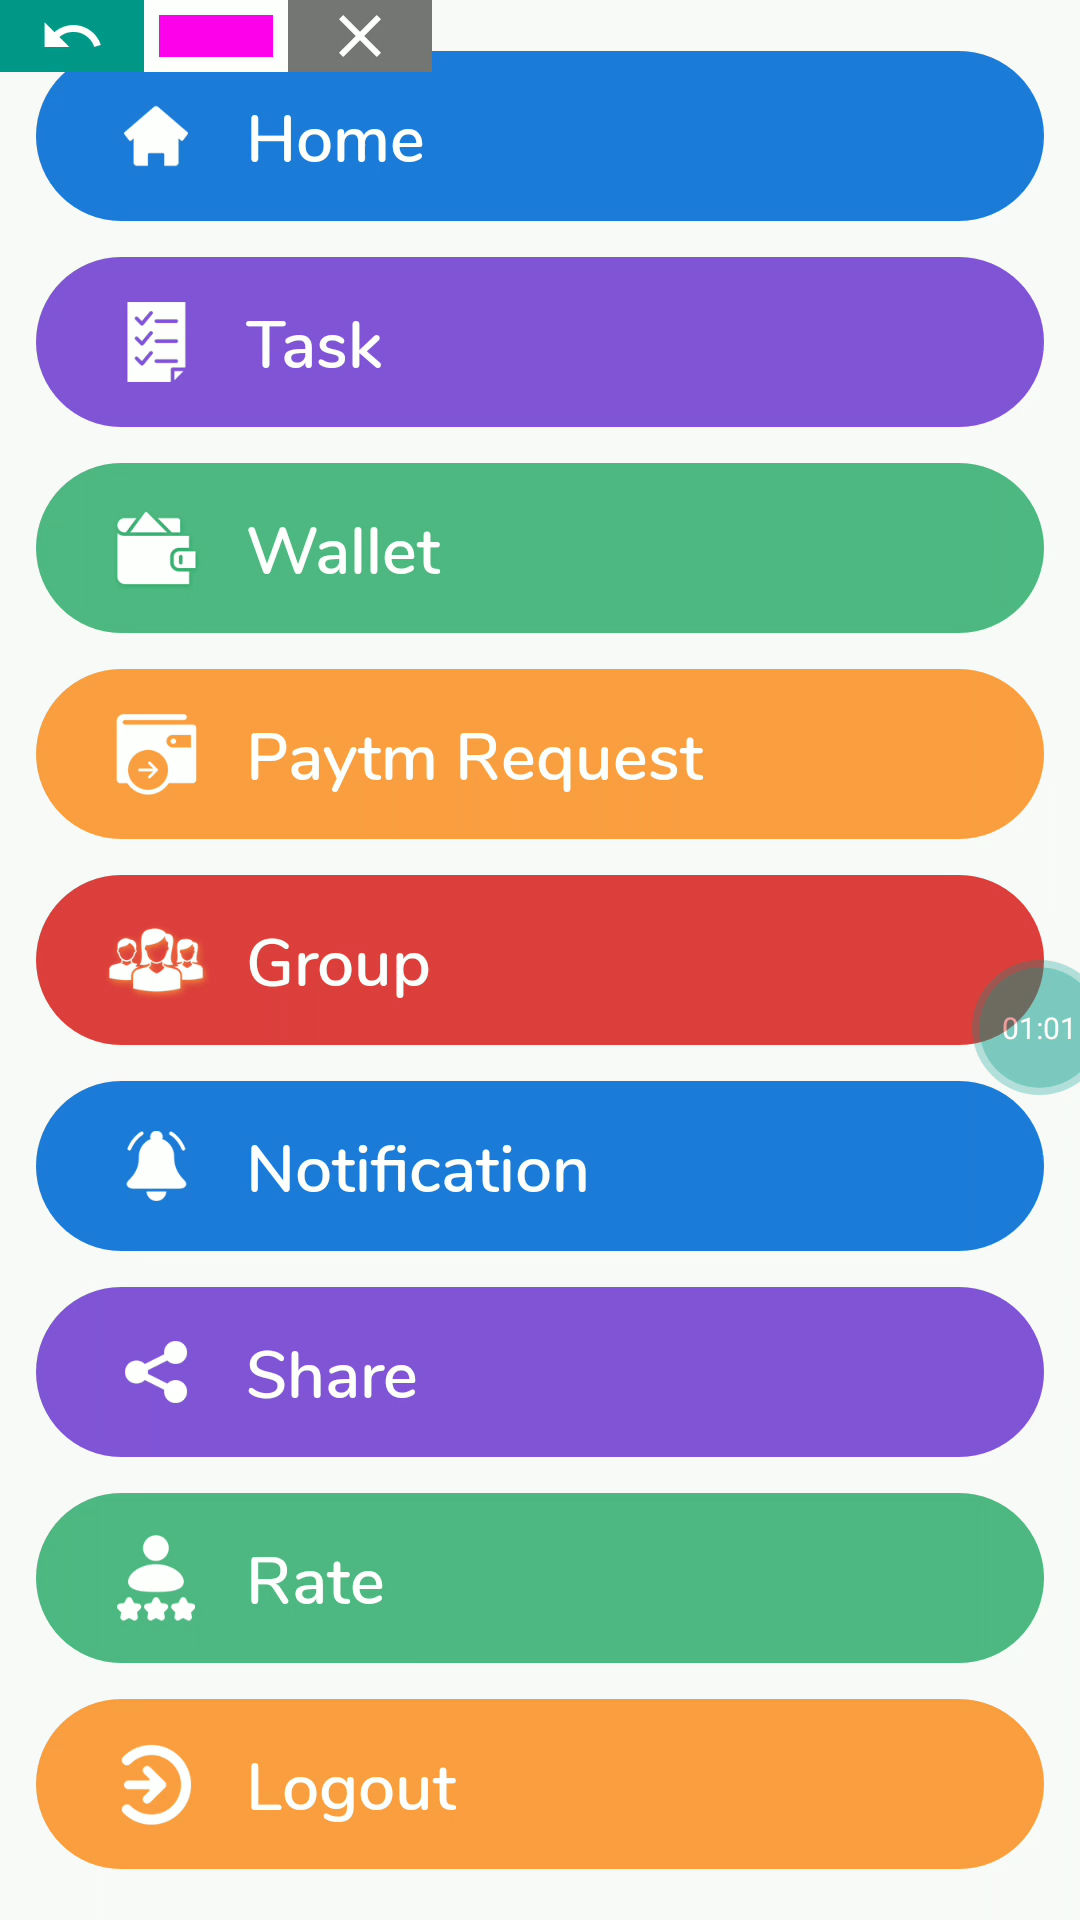 Home
Task
Wallet
Paytm Request
Group
01:01
Notification
Share
Rate
Logout